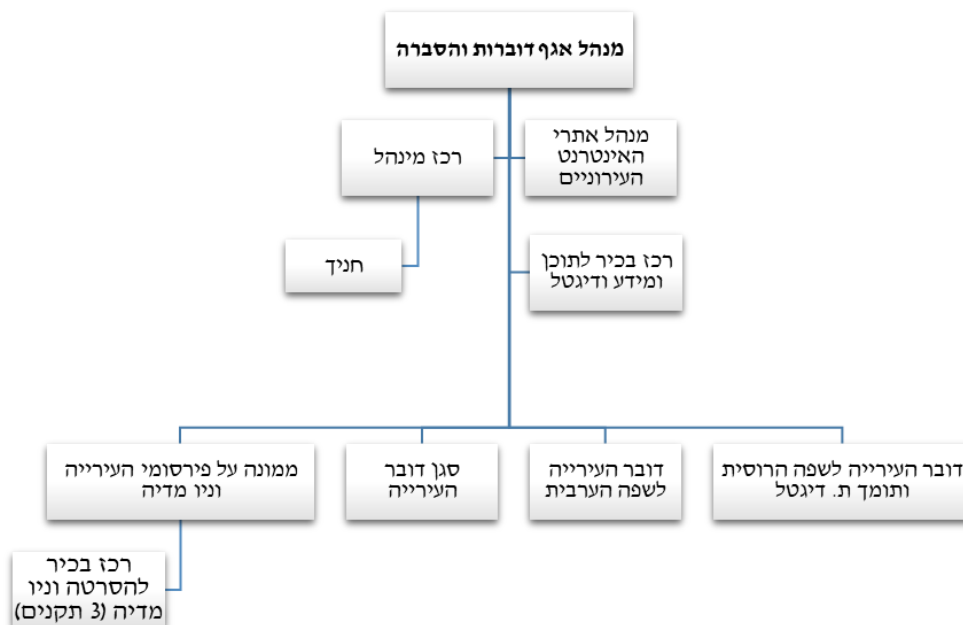 מנהל אגף דוברות והסברה
מנהל אתרי
האינטרנט
העירוניים
רכז מינהל
חניך
רכז בכיר לתוכן
ומידע ודיגטל
דובר העירייה לשפה הרוסית
ותומך ת. דיגטל
דובר העירייה
לשפה הערבית
סגן דובר
העירייה
ממונה על פירסומי העירייה
וניו מדיה
רכז בכיר
להסרטה וניו
מדיה (3 תקנים)